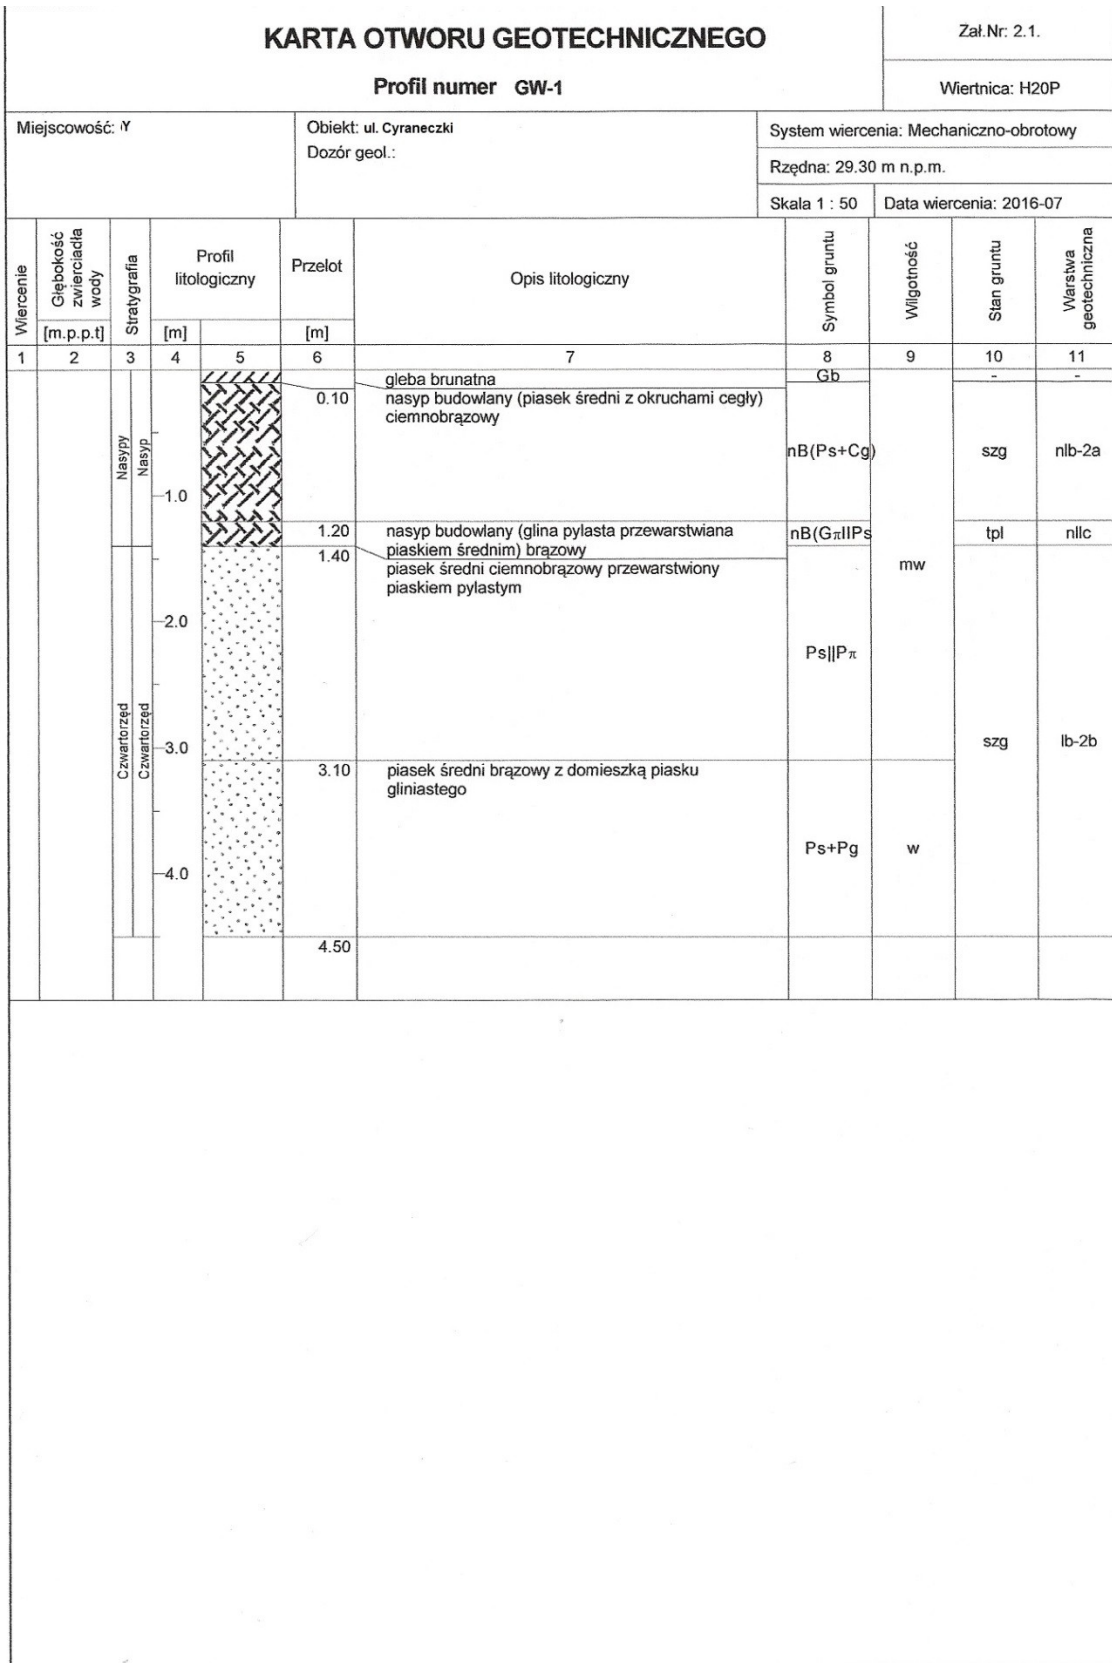 KARTA OTWORU GEOTECHNICZNEGO
Profil numer GW-1
Zał.Nr: 2.1.
Wiertnica: H20P
Miejscowość:
Obiekt: ul. Cyraneczki
Dozór geol.:
System wiercenia: Mechaniczno-obrotowy
Rzędna: 29.30 m n.p.m.
Skala 1 : 50
Data wiercenia: 2016-07
Wiercenie
Głębokość
zwierciadła
wody
[m.p.p.t]
Stratygrafia
Profil
litologiczny
[m]
Przelot
[m]
Opis litologiczny
Symbol gruntu
Wilgotność
Stan gruntu
Warstwa
geotechniczna
1 2 3 4 5 6 7 8 9 10 11
gleba brunatna
Gb
-
-
0.10
nasyp budowlany (piasek średni z okruchami cegły)
ciemnobrązowy
Nasypy
Nasyp
nB(Ps+Cg)
szg
nIb-2a
1.0
1.20
nasyp budowlany (glina pylasta przewarstwiana
piaskiem średnim) brązowy
nB(GπIIPs
tpl
nIIc
1.40
piasek średni ciemnobrązowy przewarstwiony
piaskiem pylastym
mw
2.0
Ps||Pπ
Czwartorzęd
Czwartorzęd
3.0
szg
Ib-2b
3.10
piasek średni brązowy z domieszką piasku
gliniastego
Ps+Pg
w
4.0
4.50